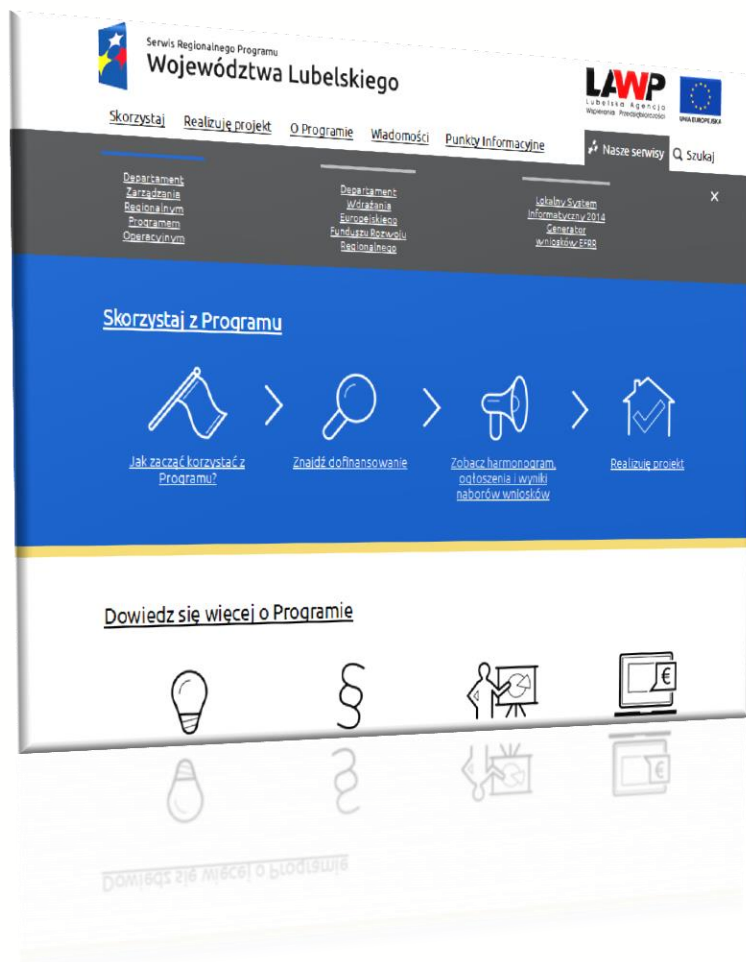 Serwis Regionalnego Programu
Województwa Lubelskiego
LAWP
Lubelska Agencja
Wspierania Przedsiębiorczości
UNIA EUROPEJSKA
Skorzystaj Realizuję projekt O Programie Wiadomości Punkty Informacyjne
Nasze serwisy Szukaj
Departament
Zarządzania
Regionalnym
Programem
Operacyjnym
Departament
Wdrażania
Europejskiego
Funduszu Rozwoju
Regionalnego
Lokalny System
Informatyczny 2014
Generator
wniosków EFRR
X
Skorzystaj z Programu
Jak zacząć korzystać z
Programu?
Znajdź dofinansowanie
Zobacz harmonogram,
ogłoszenia i wyniki
naborów wniosków
Realizuję projekt
Dowiedz się więcej o Programie
§
€